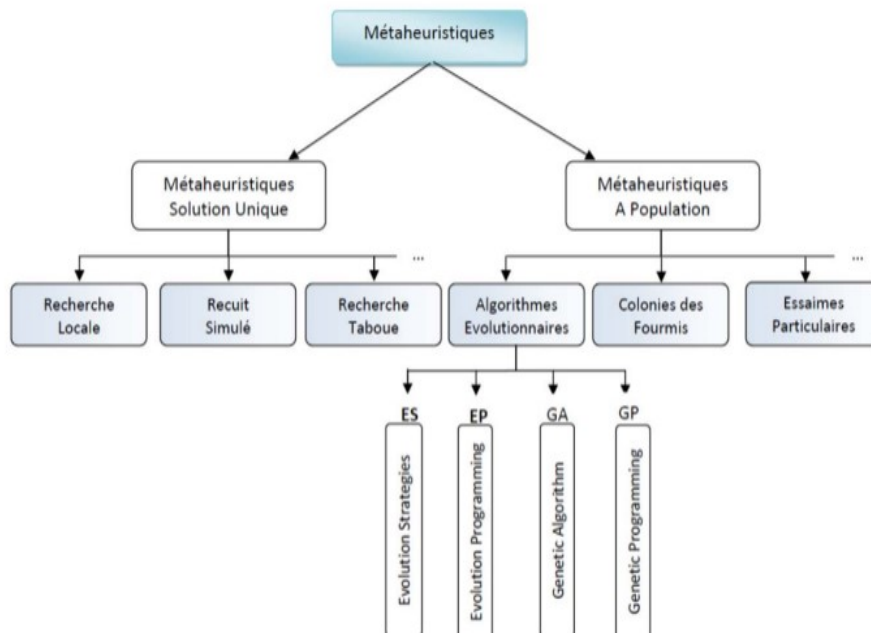 Métaheuristiques
Métaheuristiques
Solution Unique
Métaheuristiques
A Population
...
...
Recherche
Locale
Recuit
Simulé
Recherche
Taboue
Algorithmes
Evolutionnaires
Colonies des
Fourmis
Essaimes
Particulaires
ES
EP
GA
GP
Evolution Strategies
Evolution Programming
Genetic Algorithm
Genetic Programming